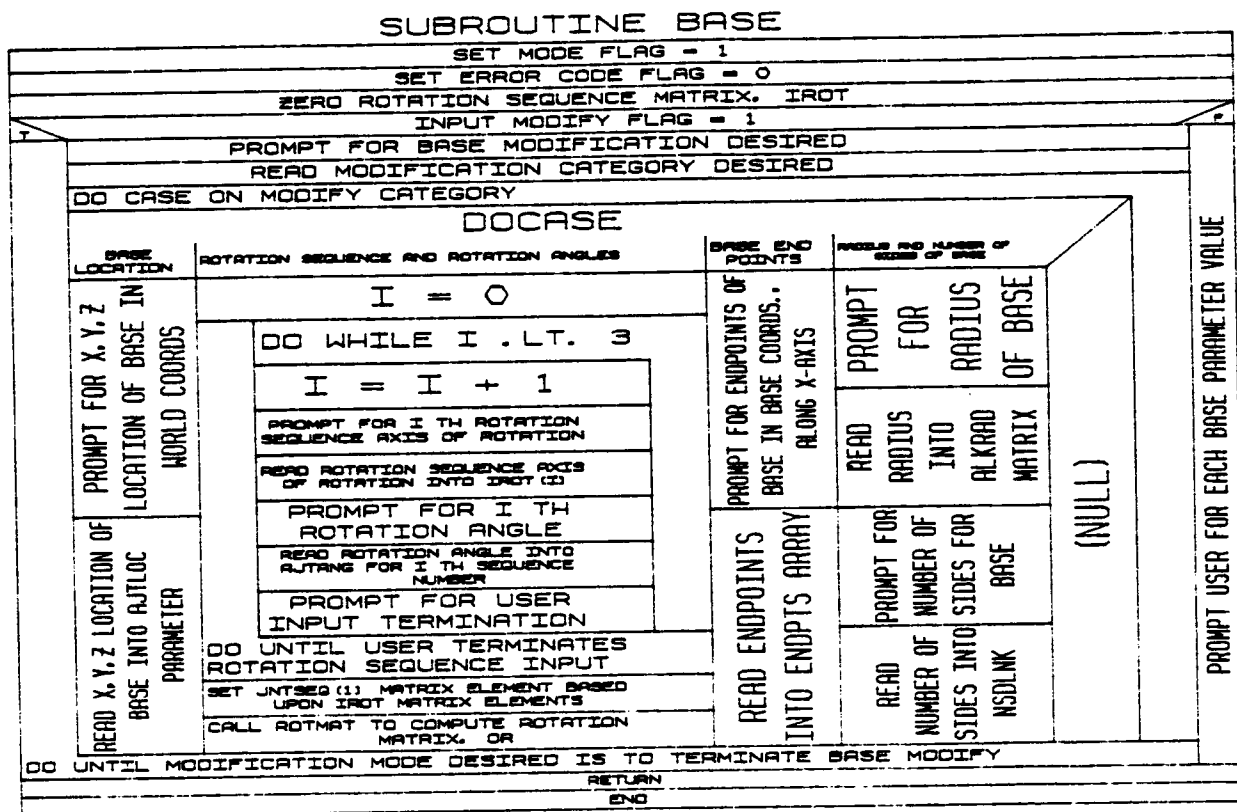 SUBROUTINE BASE
SET MODE FLAG = 1
SET ERROR CODE FLAG = 0
ZERO ROTATION SEQUENCE MATRIX. IROT
INPUT MODIFY FLAG = 1
T
F
PROMPT FOR BASE MODIFICATION DESIRED
READ MODIFICATION CATEGORY DESIRED
DO CASE ON MODIFY CATEGORY
DOCASE
BASE
LOCATION
PROMPT FOR X,Y,Z
LOCATION OF BASE IN
WORLD COORDS
READ X,Y,Z LOCATION OF
BASE INTO AJTLOC
PARAMETER
ROTATION SEQUENCE AND ROTATION ANGLES
I = 0
DO WHILE I .LT. 3
I = I + 1
PROMPT FOR I TH ROTATION
SEQUENCE AXIS OF ROTATION
READ ROTATION SEQUENCE AXIS
OF ROTATION INTO IROT(I)
PROMPT FOR I TH
ROTATION ANGLE
READ ROTATION ANGLE INTO
AJTANG FOR I TH SEQUENCE
NUMBER
PROMPT FOR USER
INPUT TERMINATION
DO UNTIL USER TERMINATES
ROTATION SEQUENCE INPUT
SET JNTSEQ(1) MATRIX ELEMENT BASED
UPON IROT MATRIX ELEMENTS
CALL ROTMAT TO COMPUTE ROTATION
MATRIX. OR
BASE END
POINTS
PROMPT FOR ENDPOINTS OF
BASE IN BASE COORDS..
ALONG X-AXIS
READ ENDPOINTS
INTO ENDPTS ARRAY
RADIUS AND NUMBER OF
SIDES OF BASE
PROMPT
FOR
RADIUS
OF BASE
READ
RADIUS
INTO
ALKRAD
MATRIX
PROMPT FOR
NUMBER OF
SIDES FOR
BASE
READ
NUMBER OF
SIDES INTO
NSDLNK
(NULL)
PROMPT USER FOR EACH BASE PARAMETER VALUE
DO UNTIL MODIFICATION MODE DESIRED IS TO TERMINATE BASE MODIFY
RETURN
END